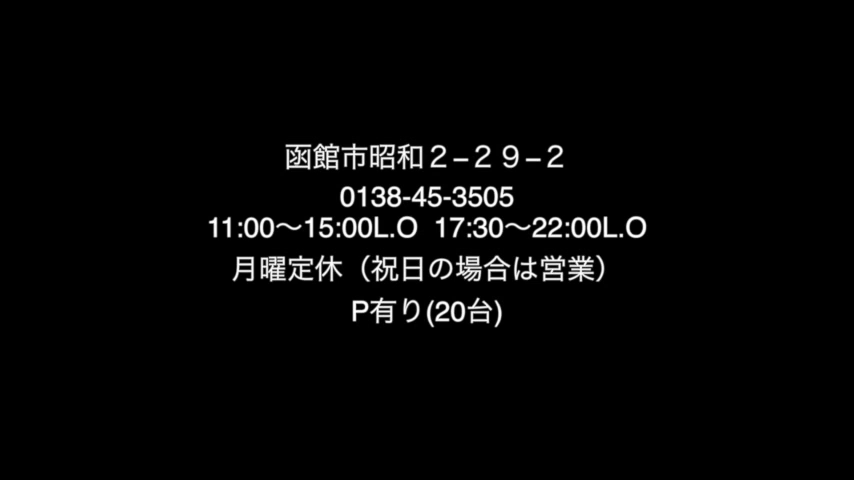 函館市昭和２−２９−２
0138-45-3505
11:00〜15:00L.O 17:30〜22:00L.O
月曜定休（祝日の場合は営業）
P有り(20台)